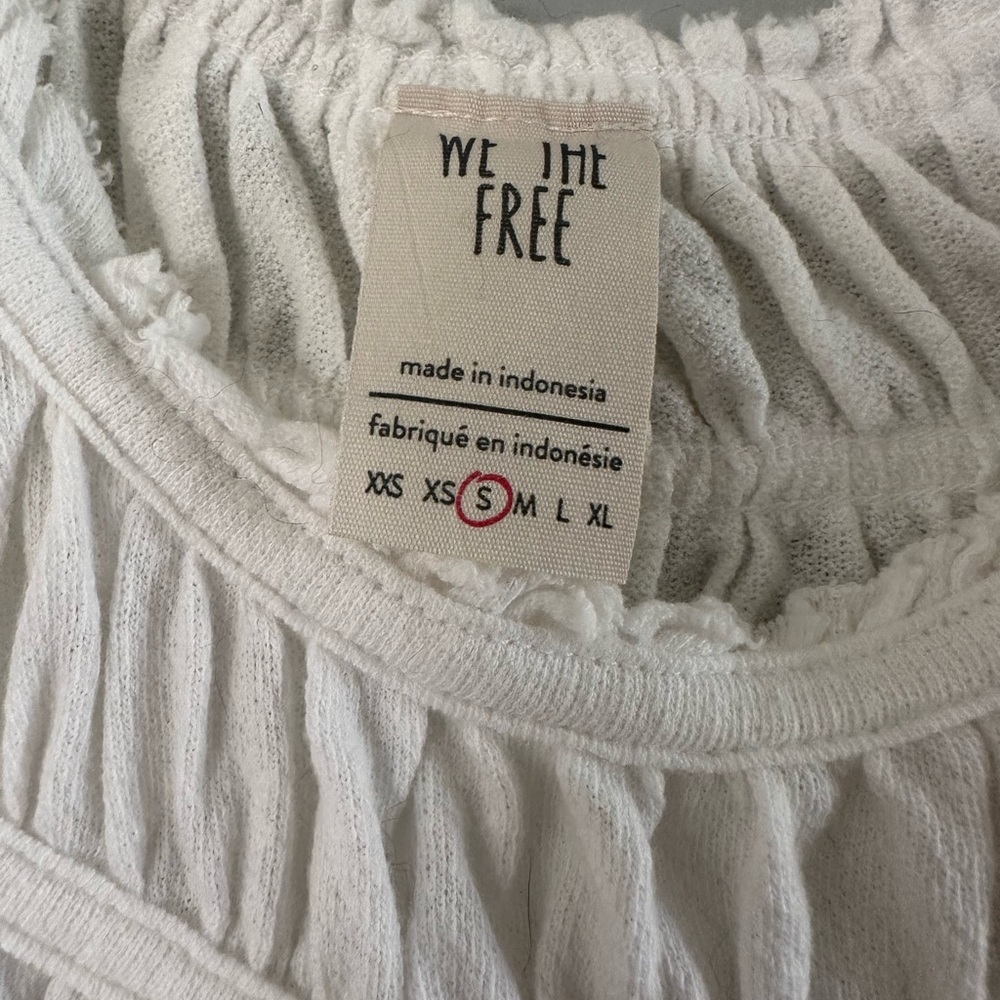 WE THE
FREE
made in indonesia
fabriqué en indonésie
XXS XS S M L XL